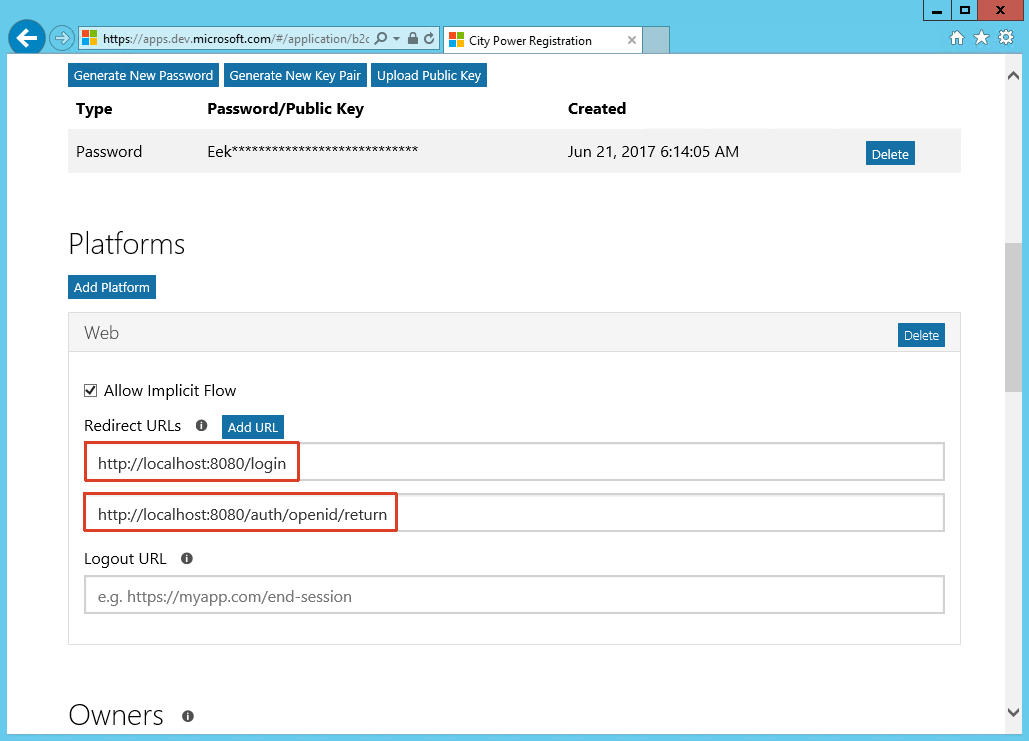 https://apps.dev.microsoft.com/#/application/b2c
City Power Registration
Generate New Password Generate New Key Pair Upload Public Key
Type Password/Public Key Created
Password Eek**************************** Jun 21, 2017 6:14:05 AM Delete
Platforms
Add Platform
Web Delete
Allow Implicit Flow
Redirect URLs Add URL
http://localhost:8080/login
http://localhost:8080/auth/openid/return
Logout URL
e.g. https://myapp.com/end-session
Owners